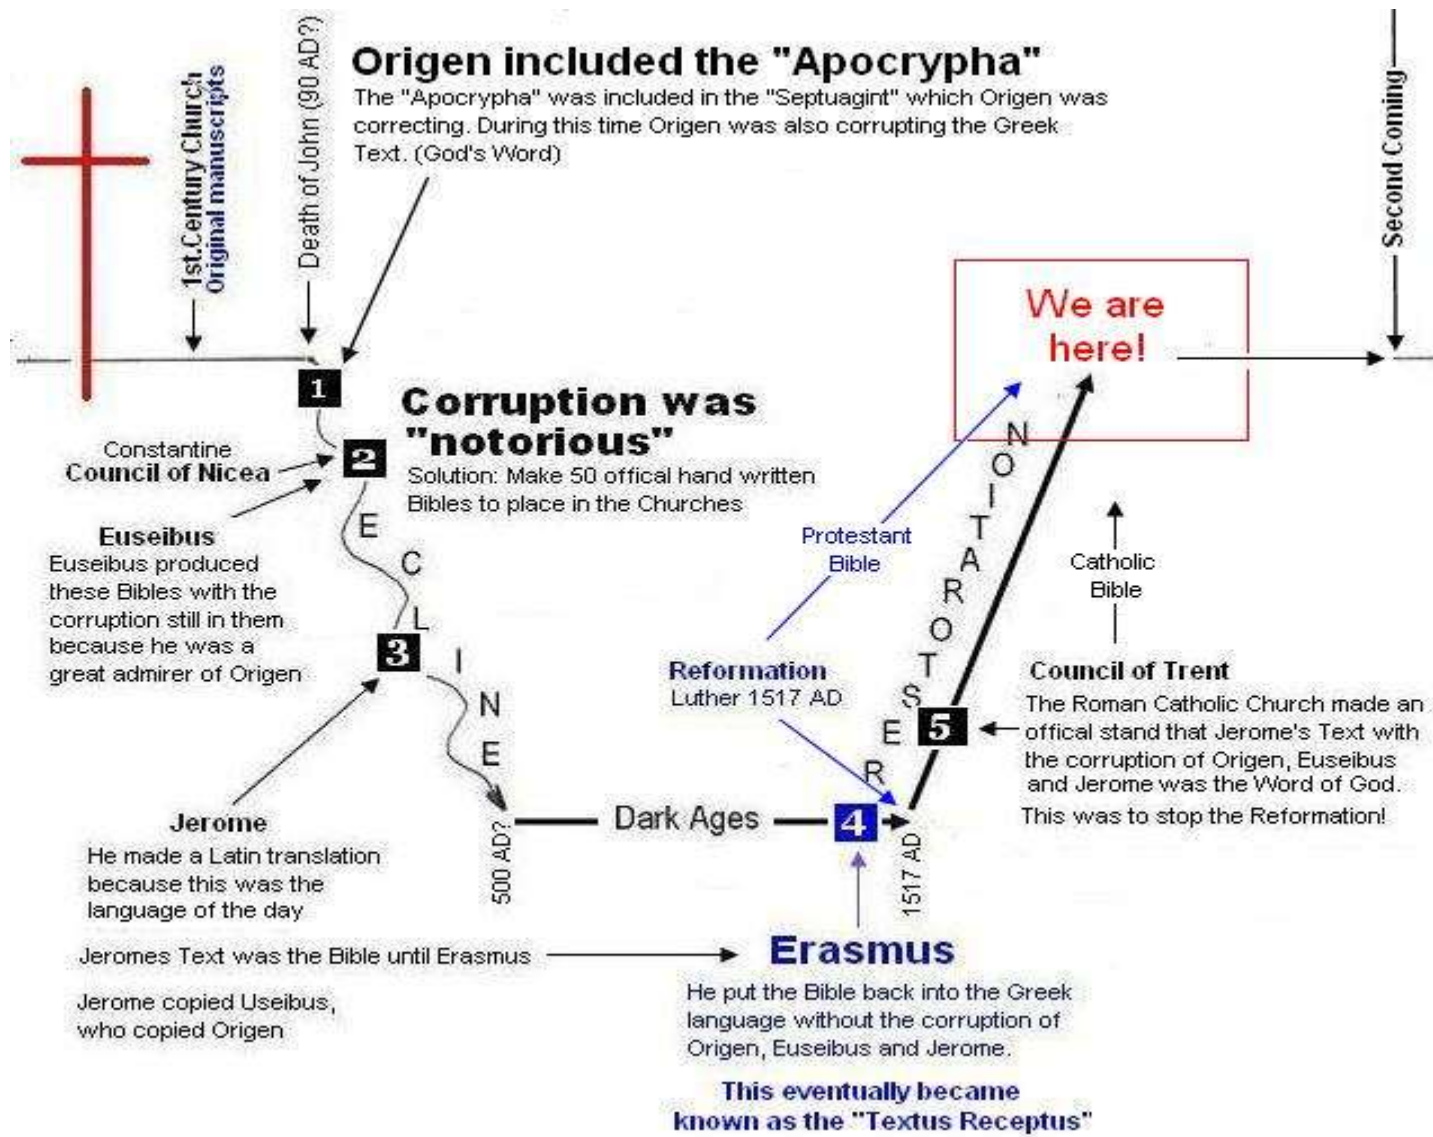 1st.Century Church
Original manuscripts
Death of John (90 AD?)
Origen included the "Apocrypha"
The "Apocrypha" was included in the "Septuagint" which Origen was
correcting. During this time Origen was also corrupting the Greek
Text. (God's Word)
Second Coming
We are
here!
1
Corruption was
"notorious"
Solution: Make 50 offical hand written
Bibles to place in the Churches
Constantine
Council of Nicea
2
Euseibus
Euseibus produced
these Bibles with the
corruption still in them
because he was a
great admirer of Origen
DECLINE
3
Jerome
He made a Latin translation
because this was the
language of the day
Jeromes Text was the Bible until Erasmus
Jerome copied Useibus,
who copied Origen
500 AD?
Dark Ages
4
1517 AD
Protestant
Bible
Reformation
Luther 1517 AD
RESTORATION
5
Catholic
Bible
Council of Trent
The Roman Catholic Church made an
offical stand that Jerome's Text with
the corruption of Origen, Euseibus
and Jerome was the Word of God.
This was to stop the Reformation!
Erasmus
He put the Bible back into the Greek
language without the corruption of
Origen, Euseibus and Jerome.
This eventually became
known as the "Textus Receptus"